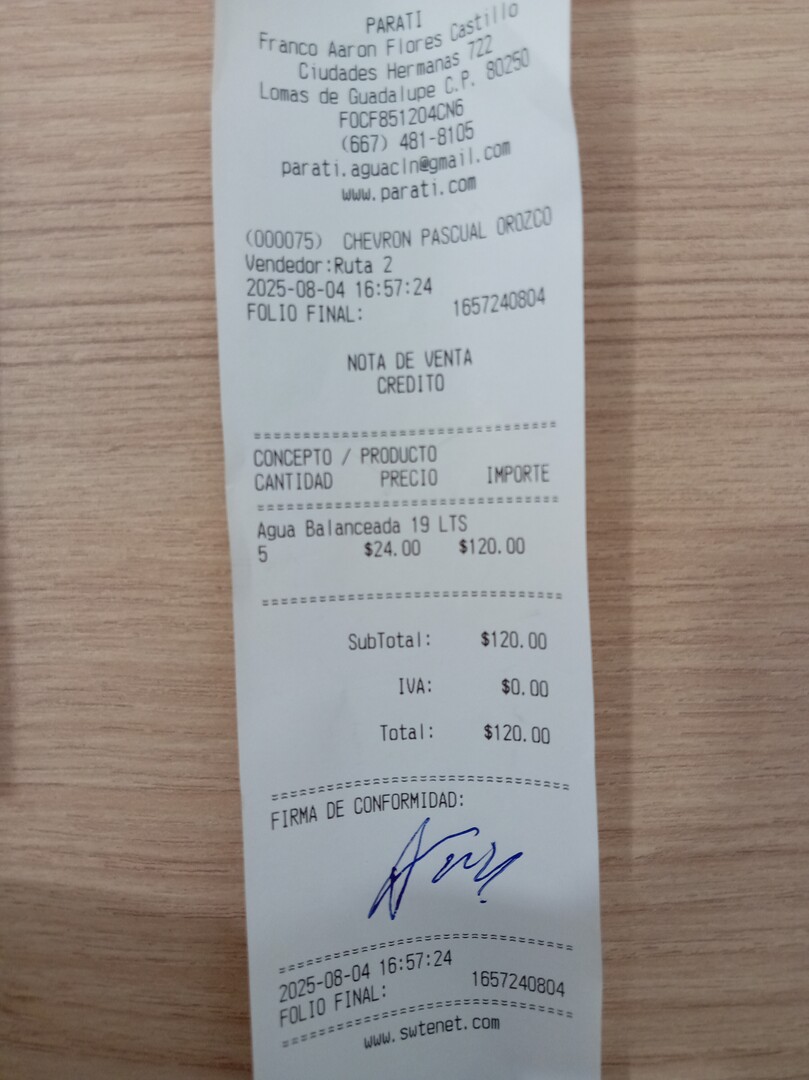 PARATI
Franco Aaron Flores Castillo
Ciudades Hermanas 722
Lomas de Guadalupe C.P. 80250
FOCF851204CN6
(667) 481-8105
parati.aguacln@gmail.com
www.parati.com
(000075) CHEVRON PASCUAL OROZCO
Vendedor:Ruta 2
2025-08-04 16:57:24
FOLIO FINAL: 1657240804
NOTA DE VENTA
CREDITO
==============================
CONCEPTO / PRODUCTO
CANTIDAD PRECIO IMPORTE
==============================
Agua Balanceada 19 LTS
5 $24.00 $120.00
==============================
SubTotal: $120.00
IVA: $0.00
Total: $120.00
==============================
FIRMA DE CONFORMIDAD:
==============================
2025-08-04 16:57:24
FOLIO FINAL: 1657240804
==============================
www.swtenet.com